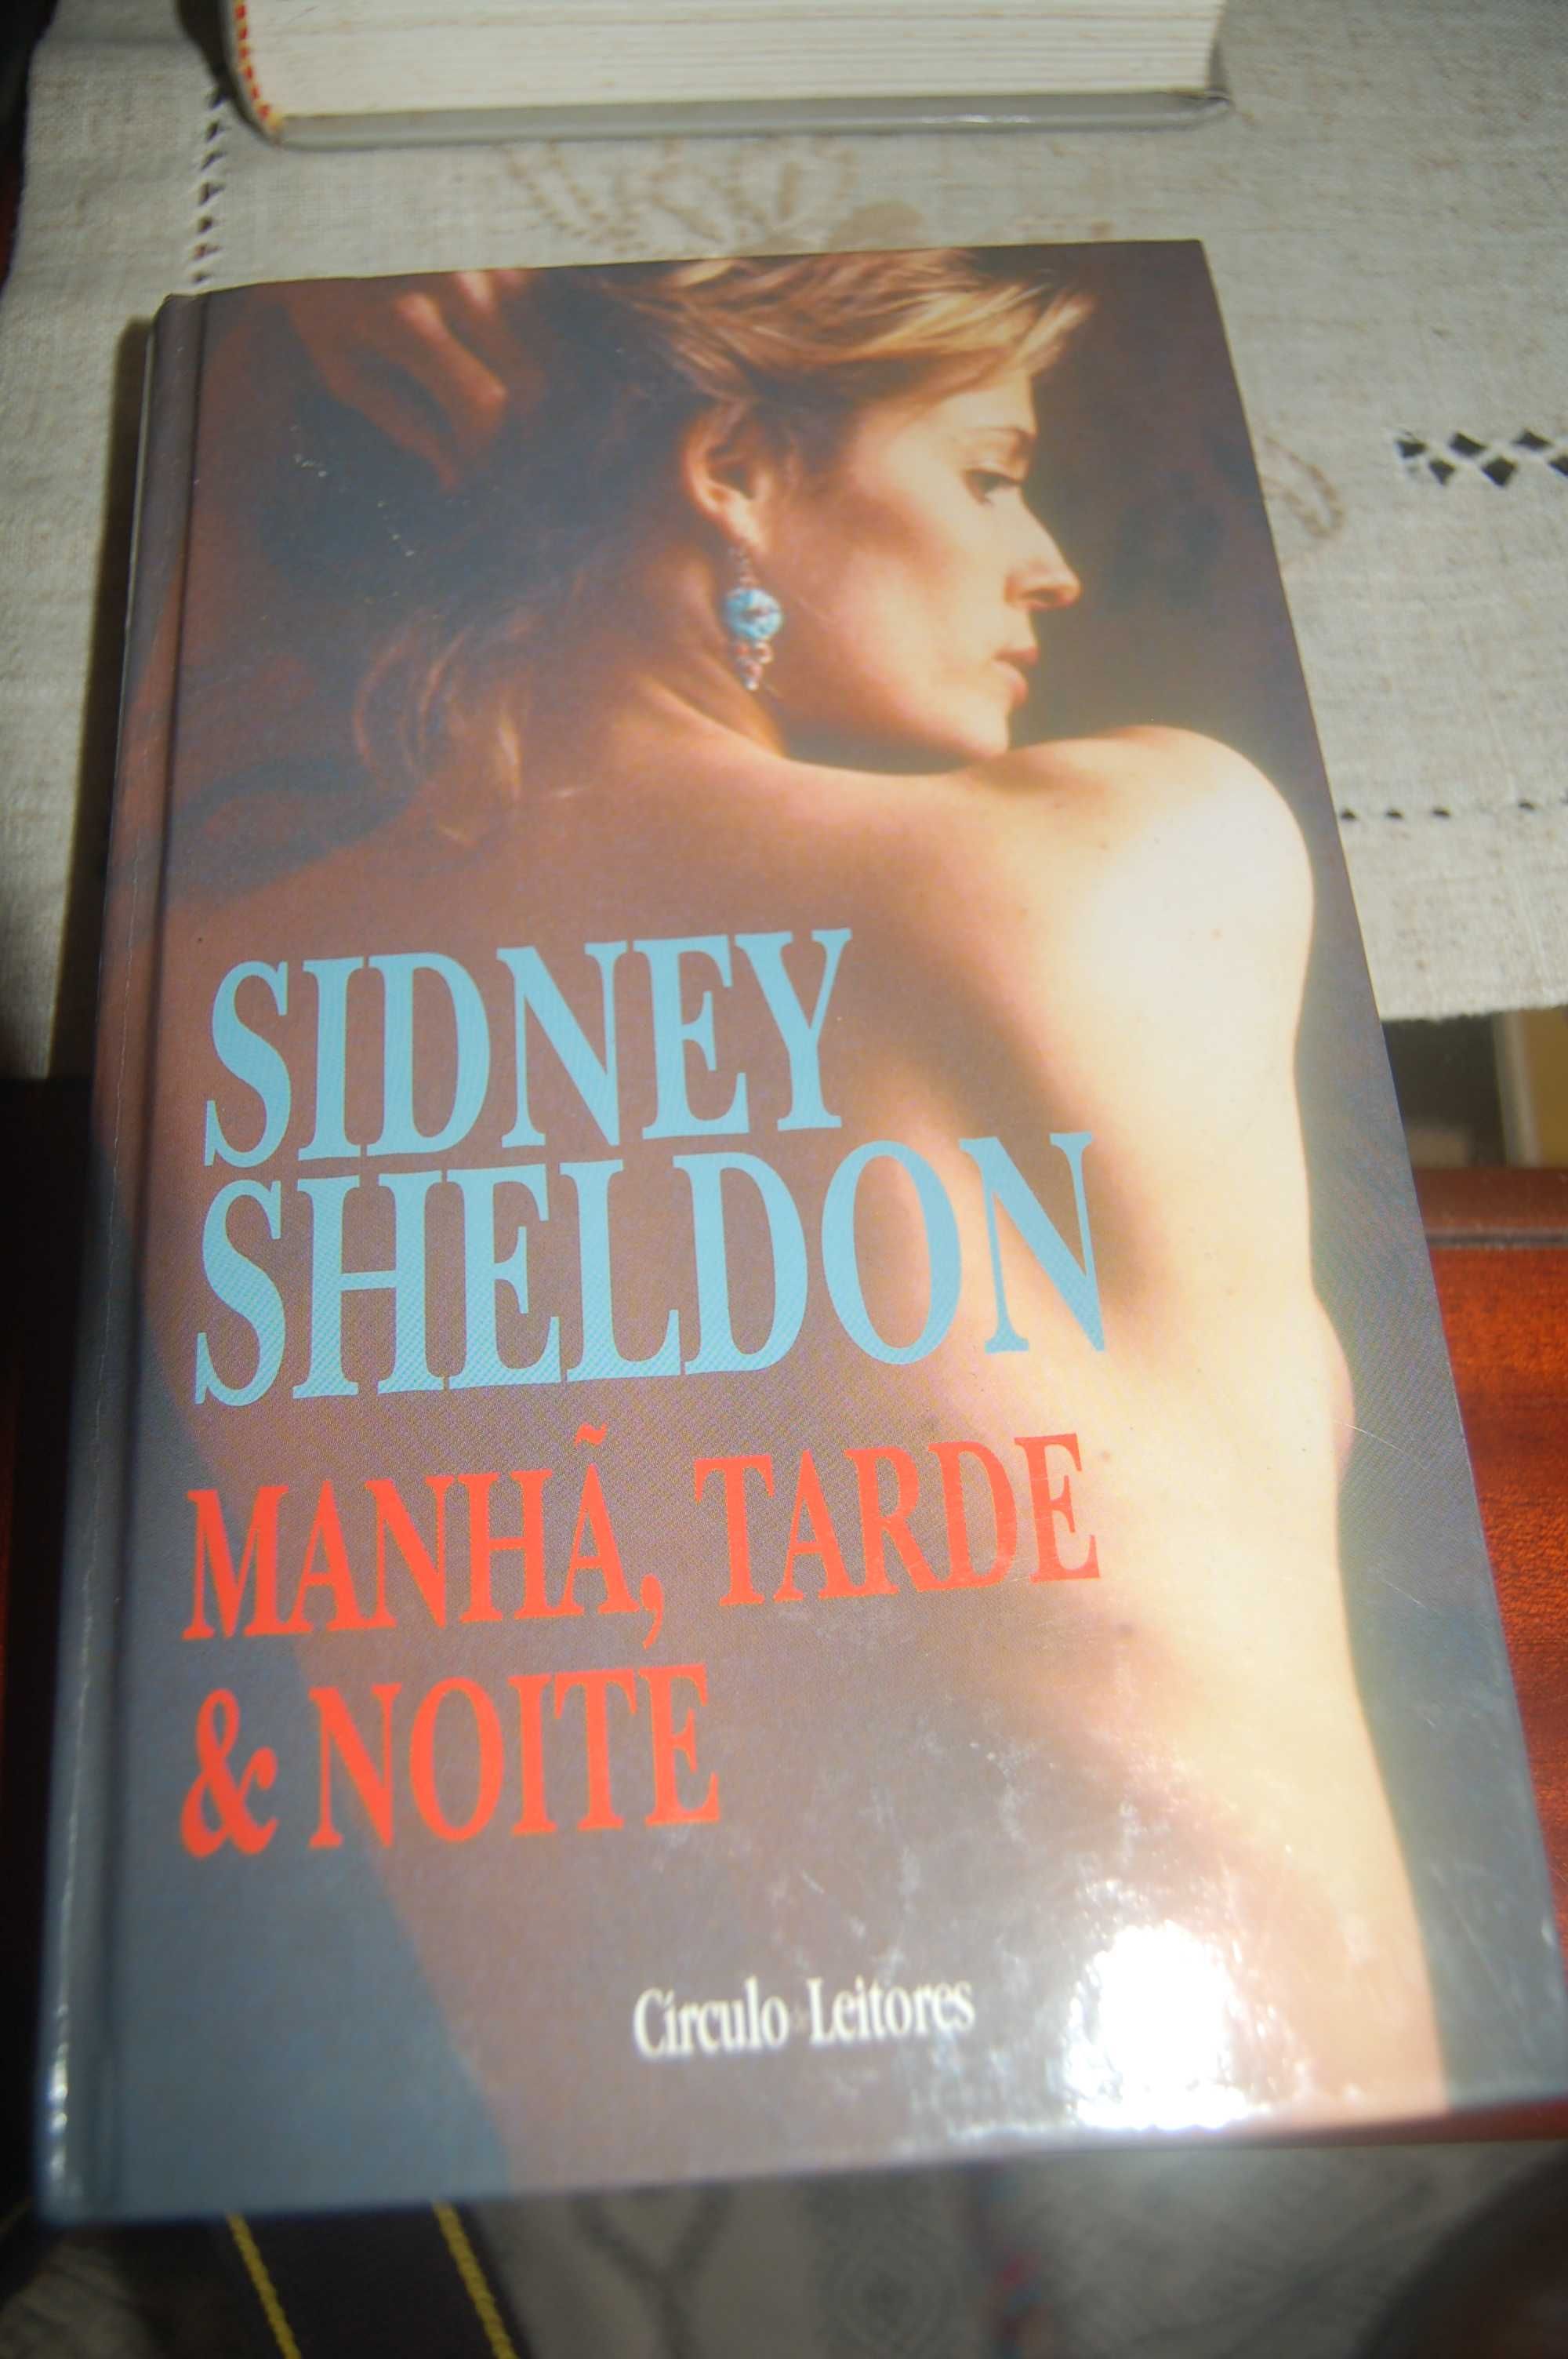 SIDNEY
SHELDON
MANHÃ, TARDE
& NOITE
Círculo Leitores